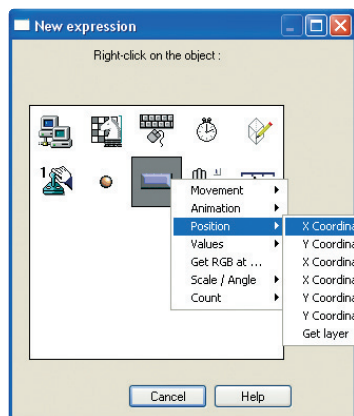 New expression
Right-click on the object :
1
Movement
Animation
Position
Values
Get RGB at ...
Scale / Angle
Count
X Coordina
Y Coordina
X Coordina
X Coordina
Y Coordina
Y Coordina
Get layer
Cancel
Help